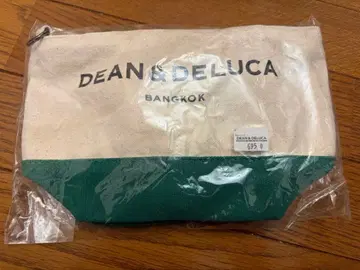 DEAN & DELUCA
BANGKOK
DEAN & DELUCA
695 ฿